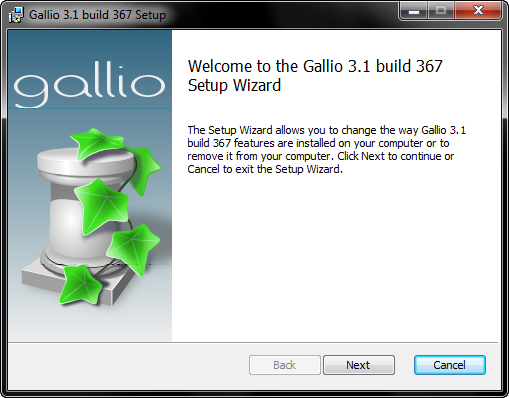 Gallio 3.1 build 367 Setup
gallio
Welcome to the Gallio 3.1 build 367
Setup Wizard
The Setup Wizard allows you to change the way Gallio 3.1
build 367 features are installed on your computer or to
remove it from your computer. Click Next to continue or
Cancel to exit the Setup Wizard.
Back
Next
Cancel